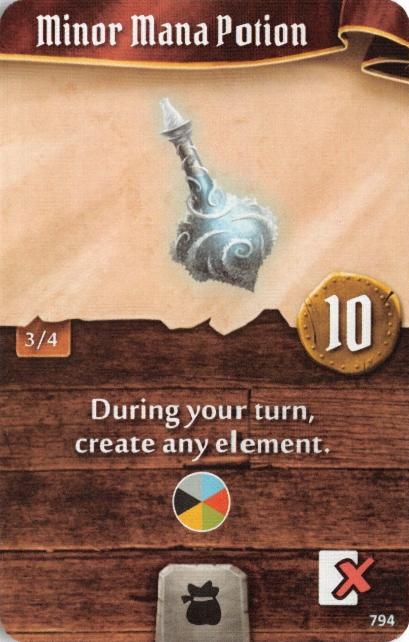 Minor Mana Potion
3/4
10
During your turn,
create any element.
794